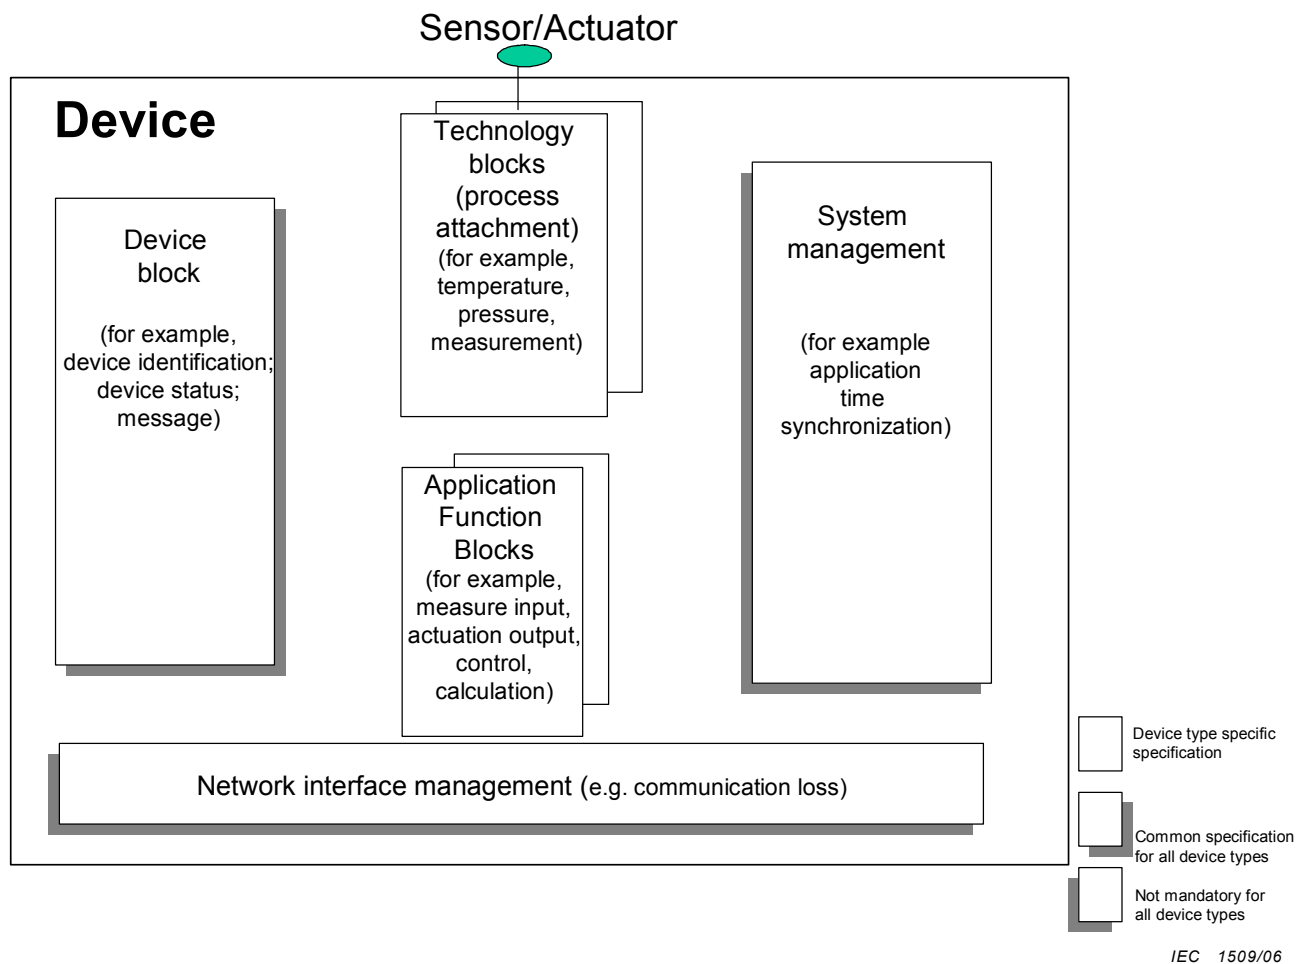 Sensor/Actuator
Device
Technology
blocks
(process
attachment)
(for example,
temperature,
pressure,
measurement)
Device
block
(for example,
device identification;
device status;
message)
System
management
(for example
application
time
synchronization)
Application
Function
Blocks
(for example,
measure input,
actuation output,
control,
calculation)
Network interface management (e.g. communication loss)
Device type specific
specification
Common specification
for all device types
Not mandatory for
all device types
IEC 1509/06